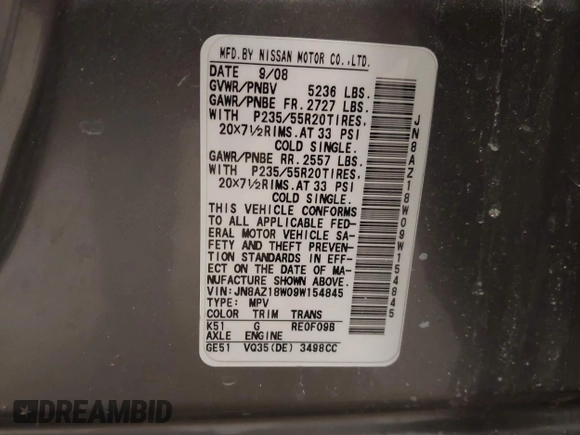 MFD.BY NISSAN MOTOR CO.,LTD.
DATE 9/08
GVWR/PNBV 5236 LBS.
GAWR/PNBE FR. 2727 LBS.
WITH P235/55R20TIRES,
20X7½RIMS.AT 33 PSI
COLD SINGLE.
GAWR/PNBE RR. 2557 LBS.
WITH P235/55R20TIRES,
20X7½RIMS.AT 33 PSI
COLD SINGLE.
THIS VEHICLE CONFORMS
TO ALL APPLICABLE FED-
ERAL MOTOR VEHICLE SA-
FETY AND THEFT PREVEN-
TION STANDARDS IN EFF-
ECT ON THE DATE OF MA-
NUFACTURE SHOWN ABOVE.
VIN:JN8AZ18W09W154845
TYPE: MPV
COLOR TRIM TRANS
K51 G RE0F09B
AXLE ENGINE
GE51 VQ35(DE) 3498CC
JN8AZ18W09W154845
DREAMBID